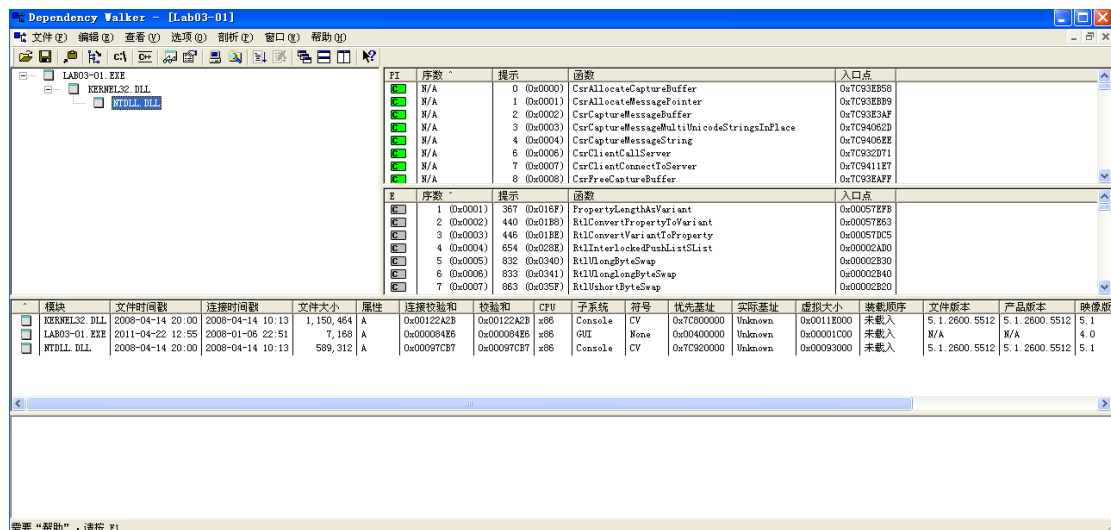 Dependency Walker - [Lab03-01]
文件(F) 编辑(E) 查看(V) 选项(O) 剖析(P) 窗口(W) 帮助(H)
LAB03-01.EXE
KERNEL32.DLL
NTDLL.DLL
PI 序数 ^ 提示 函数 入口点
C N/A 0 (0x0000) CsrAllocateCaptureBuffer 0x7C93EB58
C N/A 1 (0x0001) CsrAllocateMessagePointer 0x7C93EBB9
C N/A 2 (0x0002) CsrCaptureMessageBuffer 0x7C93E3AF
C N/A 3 (0x0003) CsrCaptureMessageMultiUnicodeStringsInPlace 0x7C94062D
C N/A 4 (0x0004) CsrCaptureMessageString 0x7C9406EE
C N/A 6 (0x0006) CsrClientCallServer 0x7C932D71
C N/A 7 (0x0007) CsrClientConnectToServer 0x7C9411E7
C N/A 8 (0x0008) CsrFreeCaptureBuffer 0x7C93EAFF
E 序数 ^ 提示 函数 入口点
C 1 (0x0001) 367 (0x016F) PropertyLengthAsVariant 0x00057EFB
C 2 (0x0002) 440 (0x01B8) RtlConvertPropertyToVariant 0x00057E63
C 3 (0x0003) 446 (0x01BE) RtlConvertVariantToProperty 0x00057DC5
C 4 (0x0004) 654 (0x028E) RtlInterlockedPushListSList 0x00002AD0
C 5 (0x0005) 832 (0x0340) RtlUlongByteSwap 0x00002B30
C 6 (0x0006) 833 (0x0341) RtlUlonglongByteSwap 0x00002B40
C 7 (0x0007) 863 (0x035F) RtlUshortByteSwap 0x00002B20
^ 模块 文件时间戳 连接时间戳 文件大小 属性 连接校验和 校验和 CPU 子系统 符号 优先基址 实际基址 虚拟大小 装载顺序 文件版本 产品版本 映像版
KERNEL32.DLL 2008-04-14 20:00 2008-04-14 10:13 1,150,464 A 0x00122A2B 0x00122A2B x86 Console CV 0x7C800000 Unknown 0x0011E000 未载入 5.1.2600.5512 5.1.2600.5512 5.1
LAB03-01.EXE 2011-04-22 12:55 2008-01-06 22:51 7,168 A 0x000084E6 0x000084E6 x86 GUI None 0x00400000 Unknown 0x00001C00 未载入 N/A N/A 4.0
NTDLL.DLL 2008-04-14 20:00 2008-04-14 10:13 589,312 A 0x00097CB7 0x00097CB7 x86 Console CV 0x7C920000 Unknown 0x00093000 未载入 5.1.2600.5512 5.1.2600.5512 5.1
需要“帮助”，请按 F1